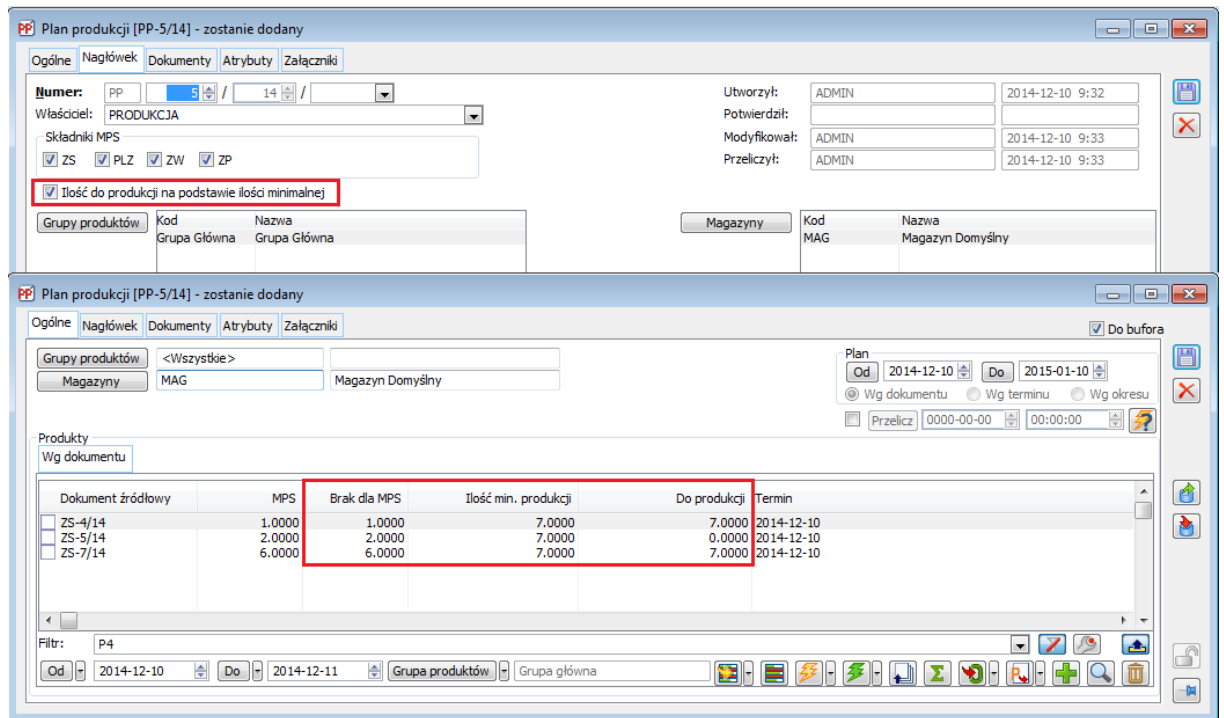 Plan produkcji [PP-5/14] - zostanie dodany
Ogólne Nagłówek Dokumenty Atrybuty Załączniki
Numer: PP 5 / 14 / Utworzył: ADMIN 2014-12-10 9:32
Właściciel: PRODUKCJA Potwierdził:
Składniki MPS Modyfikował: ADMIN 2014-12-10 9:33
ZS PLZ ZW ZP Przeliczył: ADMIN 2014-12-10 9:33
Ilość do produkcji na podstawie ilości minimalnej
Grupy produktów Kod Nazwa Magazyny Kod Nazwa
Grupa Główna Grupa Główna MAG Magazyn Domyślny
Plan produkcji [PP-5/14] - zostanie dodany
Ogólne Nagłówek Dokumenty Atrybuty Załączniki Do bufora
Grupy produktów <Wszystkie> Plan
Magazyny MAG Magazyn Domyślny Od 2014-12-10 Do 2015-01-10
Wg dokumentu Wg terminu Wg okresu
Przelicz 0000-00-00 00:00:00
Produkty
Wg dokumentu
Dokument źródłowy MPS Brak dla MPS Ilość min. produkcji Do produkcji Termin
ZS-4/14 1.0000 1.0000 7.0000 7.0000 2014-12-10
ZS-5/14 2.0000 2.0000 7.0000 0.0000 2014-12-10
ZS-7/14 6.0000 6.0000 7.0000 7.0000 2014-12-10
Filtr: P4
Od 2014-12-10 Do 2014-12-11 Grupa produktów Grupa główna